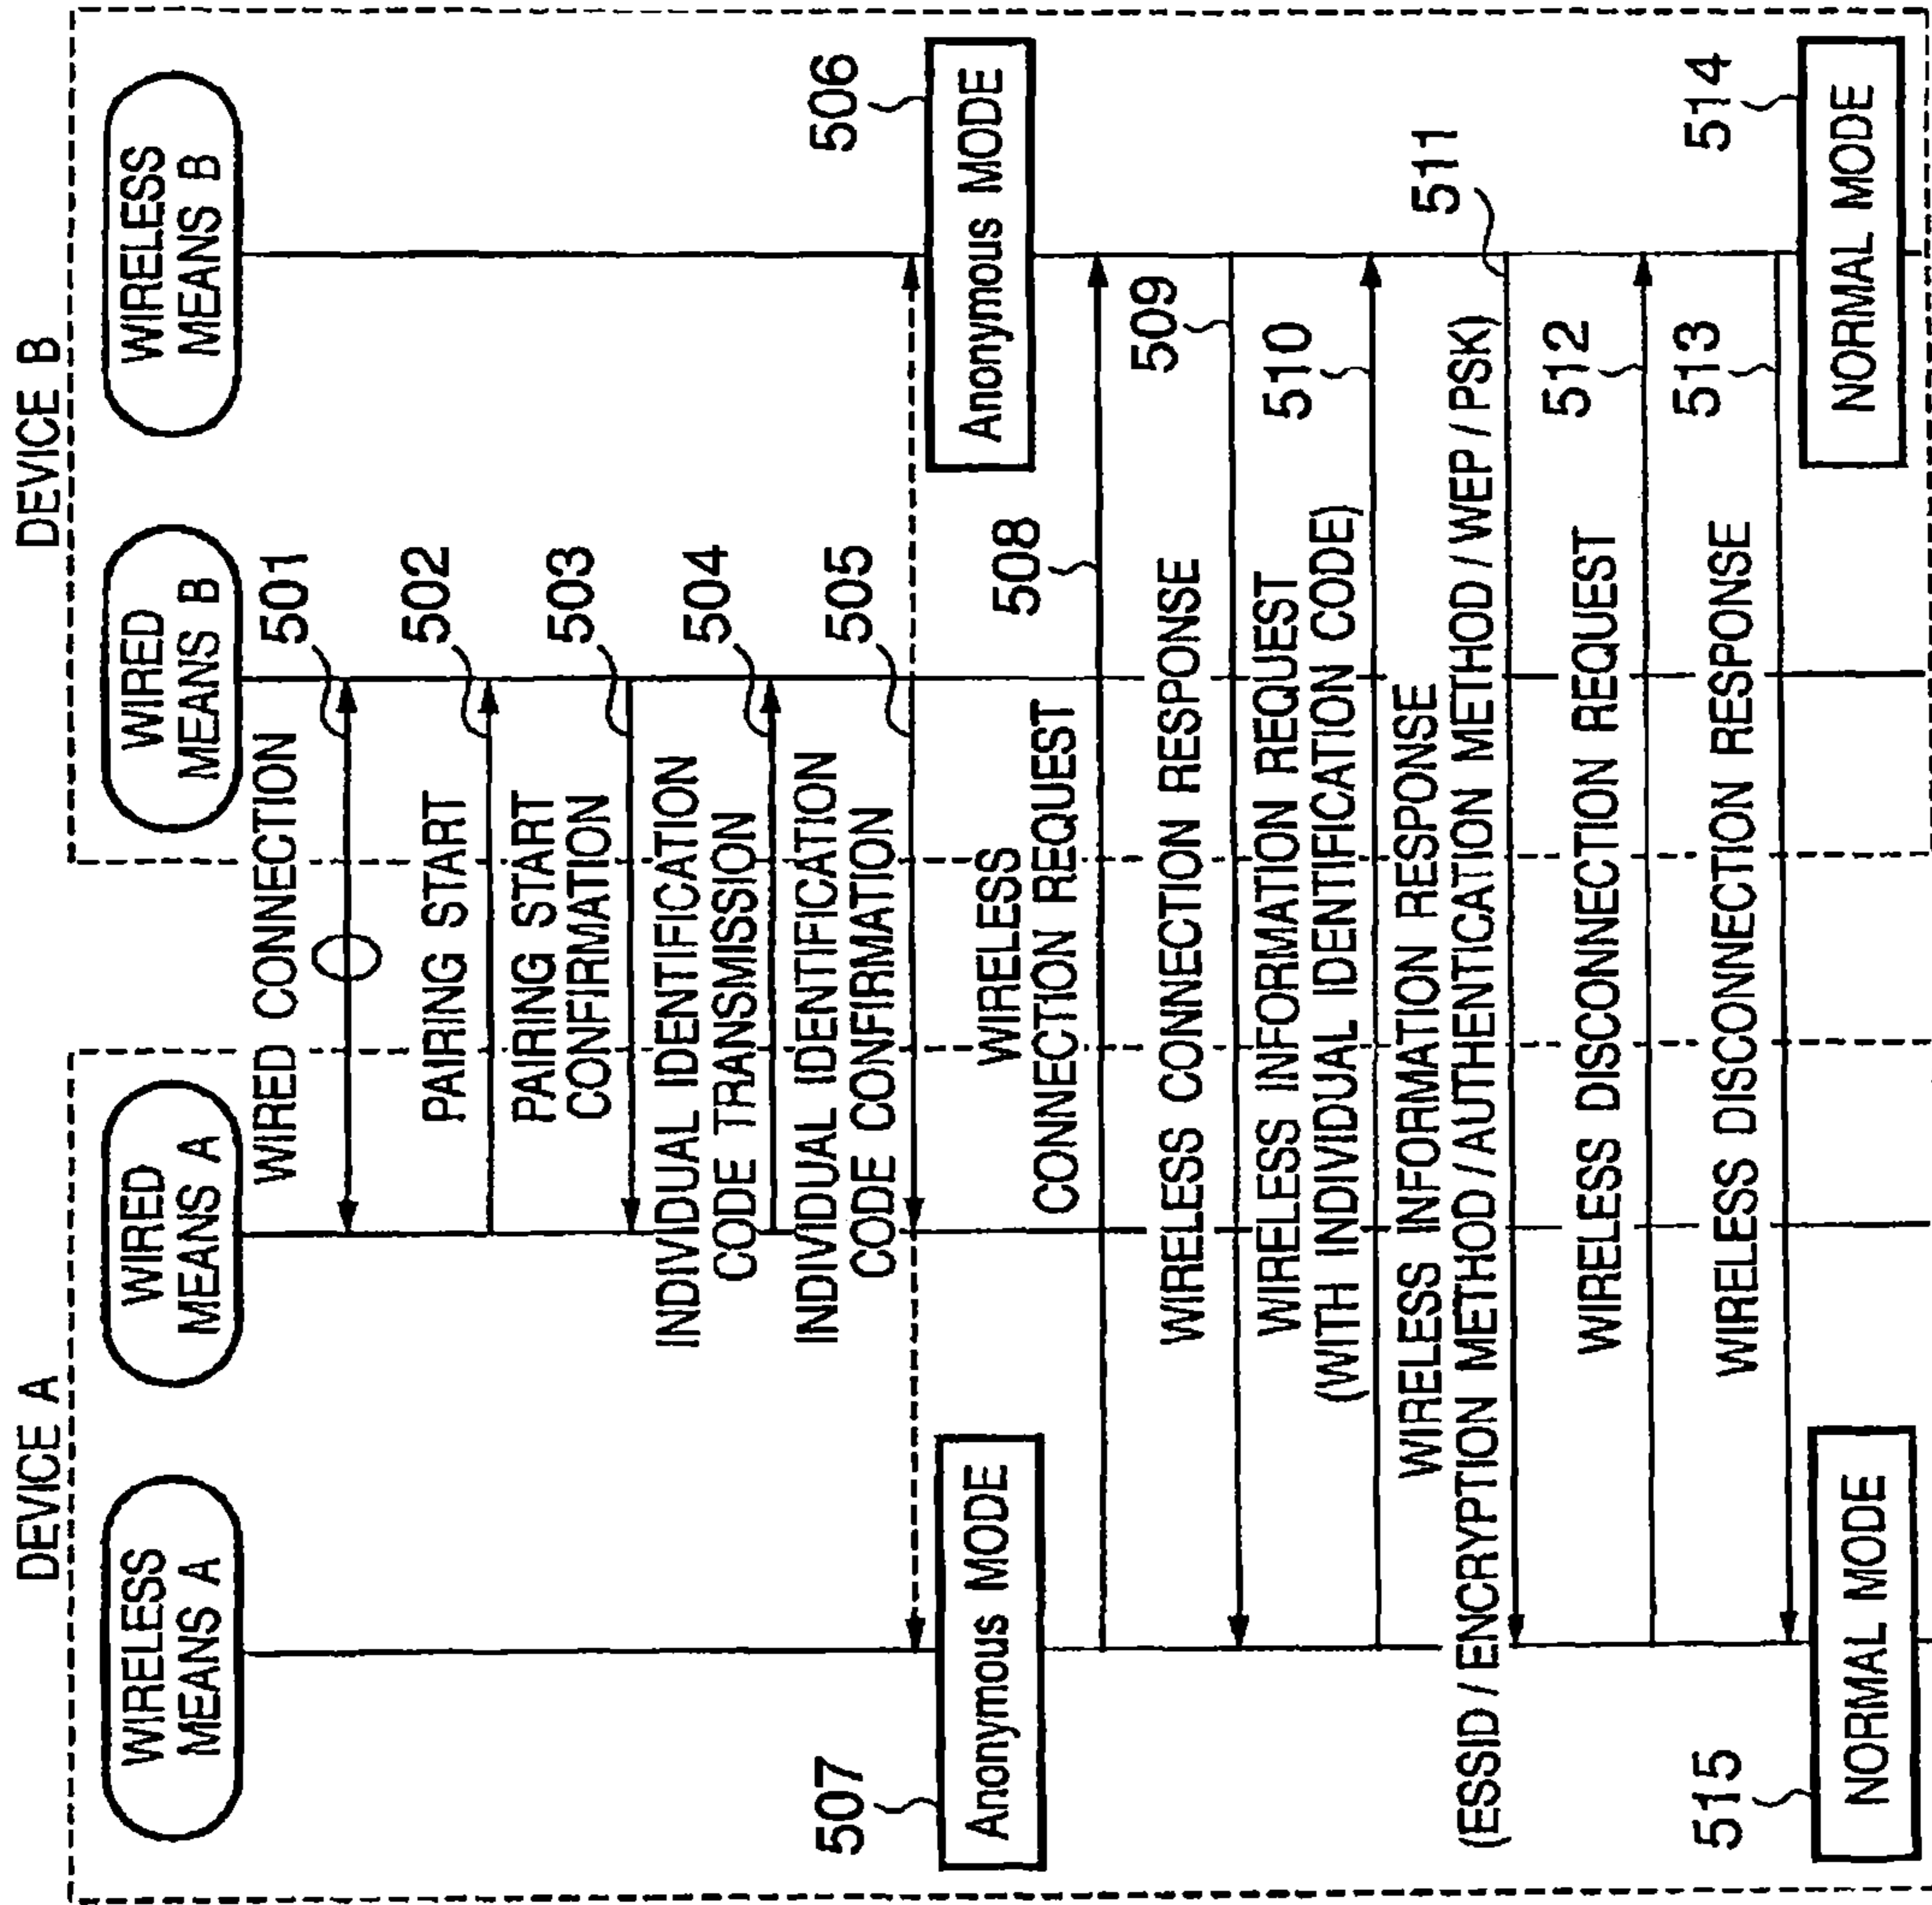 DEVICE A
DEVICE B
WIRELESS
MEANS A
WIRED
MEANS A
WIRED
MEANS B
WIRELESS
MEANS B
WIRED CONNECTION
501
PAIRING START
502
PAIRING START
CONFIRMATION
503
INDIVIDUAL IDENTIFICATION
CODE TRANSMISSION
504
INDIVIDUAL IDENTIFICATION
CODE CONFIRMATION
505
506
507
Anonymous MODE
Anonymous MODE
WIRELESS
CONNECTION REQUEST
508
WIRELESS CONNECTION RESPONSE
509
WIRELESS INFORMATION REQUEST
(WITH INDIVIDUAL IDENTIFICATION CODE)
510
WIRELESS INFORMATION RESPONSE
(ESSID / ENCRYPTION METHOD / AUTHENTICATION METHOD / WEP / PSK)
511
WIRELESS DISCONNECTION REQUEST
512
WIRELESS DISCONNECTION RESPONSE
513
514
515
NORMAL MODE
NORMAL MODE